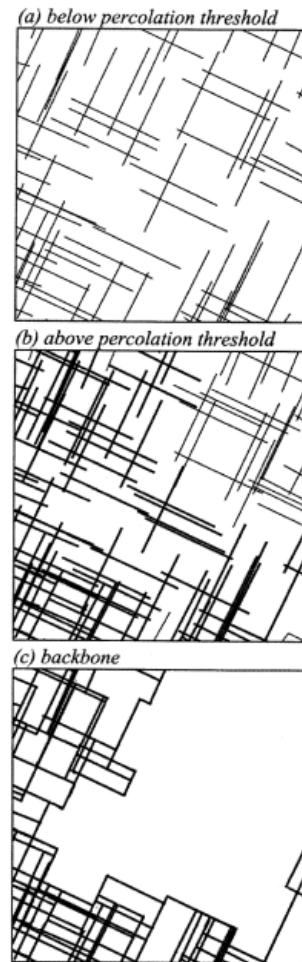 (a) below percolation threshold
(b) above percolation threshold
(c) backbone